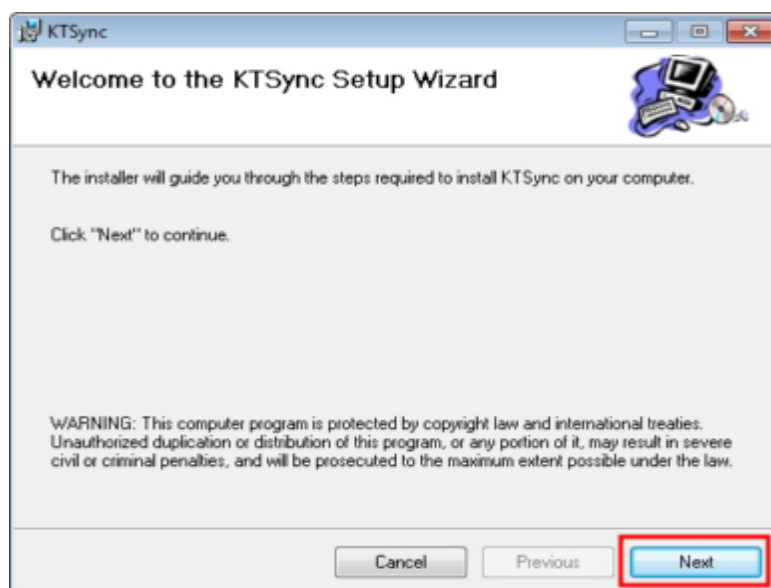 KTSync
Welcome to the KTSync Setup Wizard
The installer will guide you through the steps required to install KTSync on your computer.
Click "Next" to continue.
WARNING: This computer program is protected by copyright law and international treaties.
Unauthorized duplication or distribution of this program, or any portion of it, may result in severe
civil or criminal penalties, and will be prosecuted to the maximum extent possible under the law.
Cancel
Previous
Next